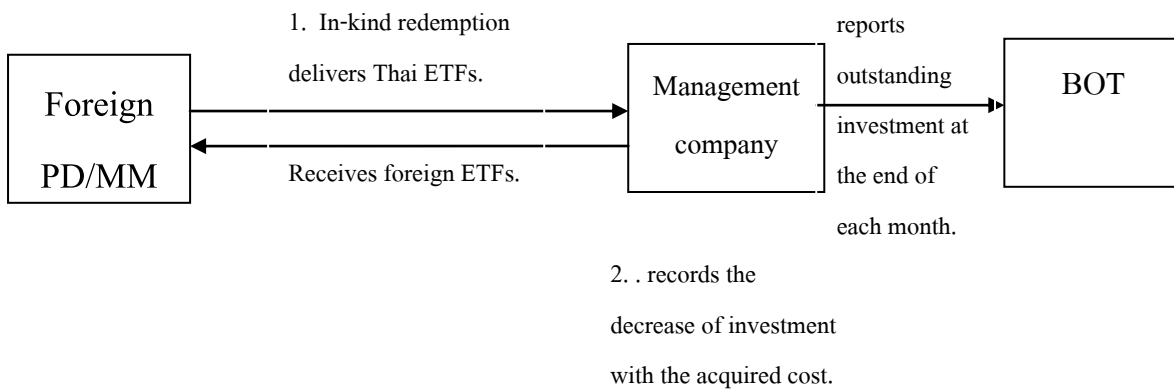 1. In-kind redemption
delivers Thai ETFs.
Foreign
PD/MM
Receives foreign ETFs.
Management
company
reports
outstanding
investment at
the end of
each month.
BOT
2. . records the
decrease of investment
with the acquired cost.